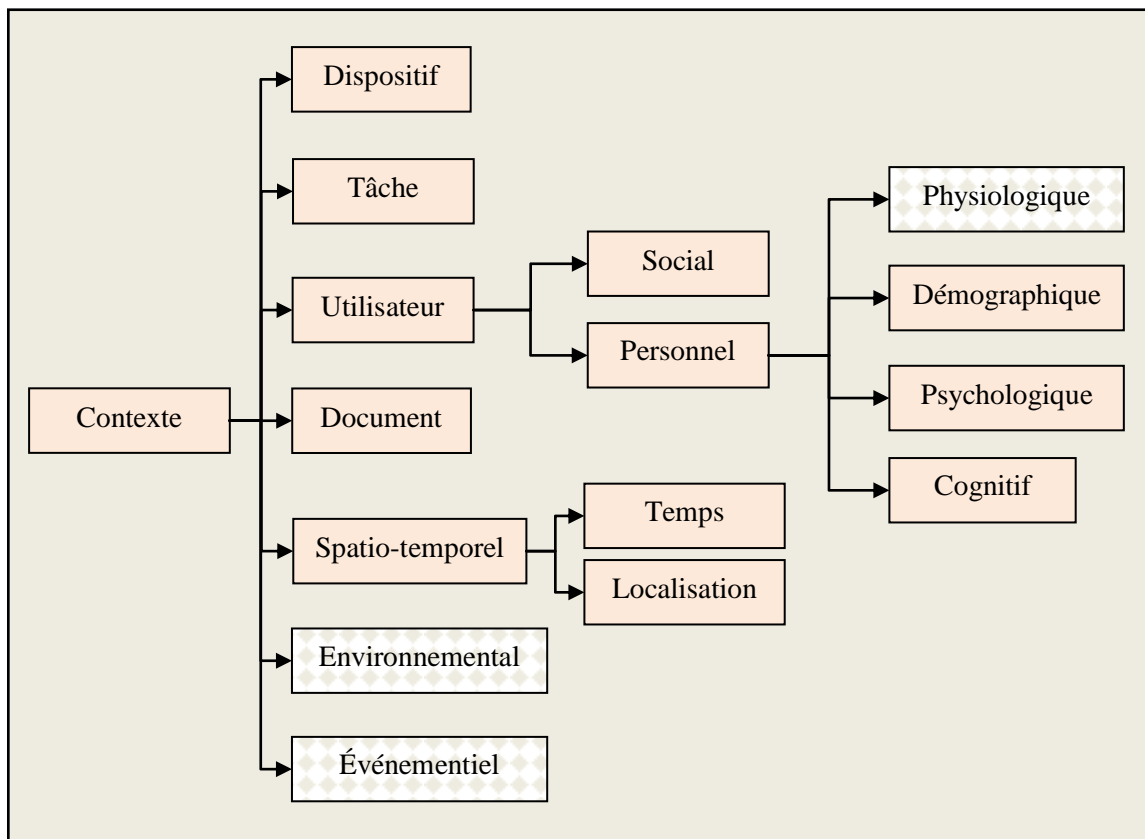 Dispositif
Tâche
Physiologique
Social
Démographique
Utilisateur
Personnel
Psychologique
Contexte
Document
Cognitif
Temps
Spatio-temporel
Localisation
Environnemental
Événementiel